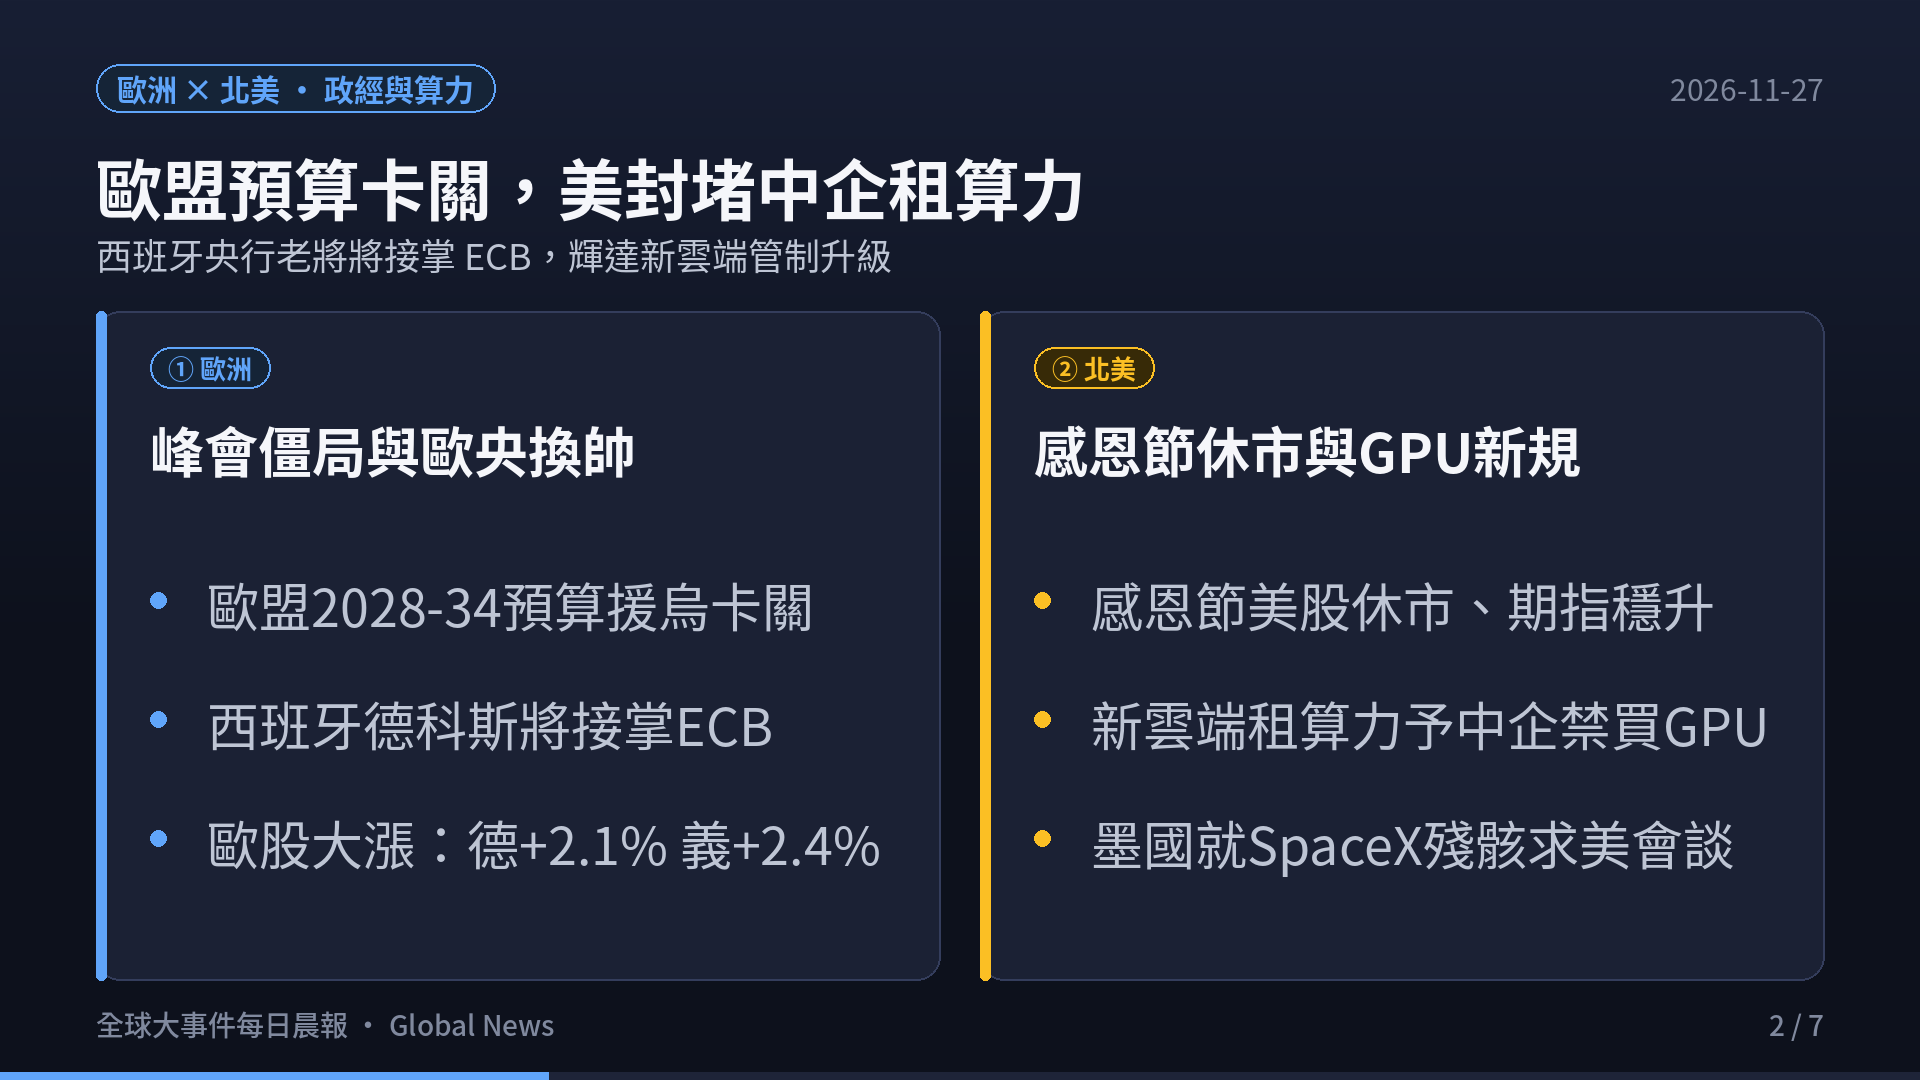 歐洲 × 北美 • 政經與算力
2026-11-27
歐盟預算卡關，美封堵中企租算力
西班牙央行老將將接掌 ECB，輝達新雲端管制升級
① 歐洲
峰會僵局與歐央換帥
• 歐盟2028-34預算援烏卡關
• 西班牙德科斯將接掌ECB
• 歐股大漲：德+2.1% 義+2.4%
② 北美
感恩節休市與GPU新規
• 感恩節美股休市、期指穩升
• 新雲端租算力予中企禁買GPU
• 墨國就SpaceX殘骸求美會談
全球大事件每日晨報 • Global News
2 / 7